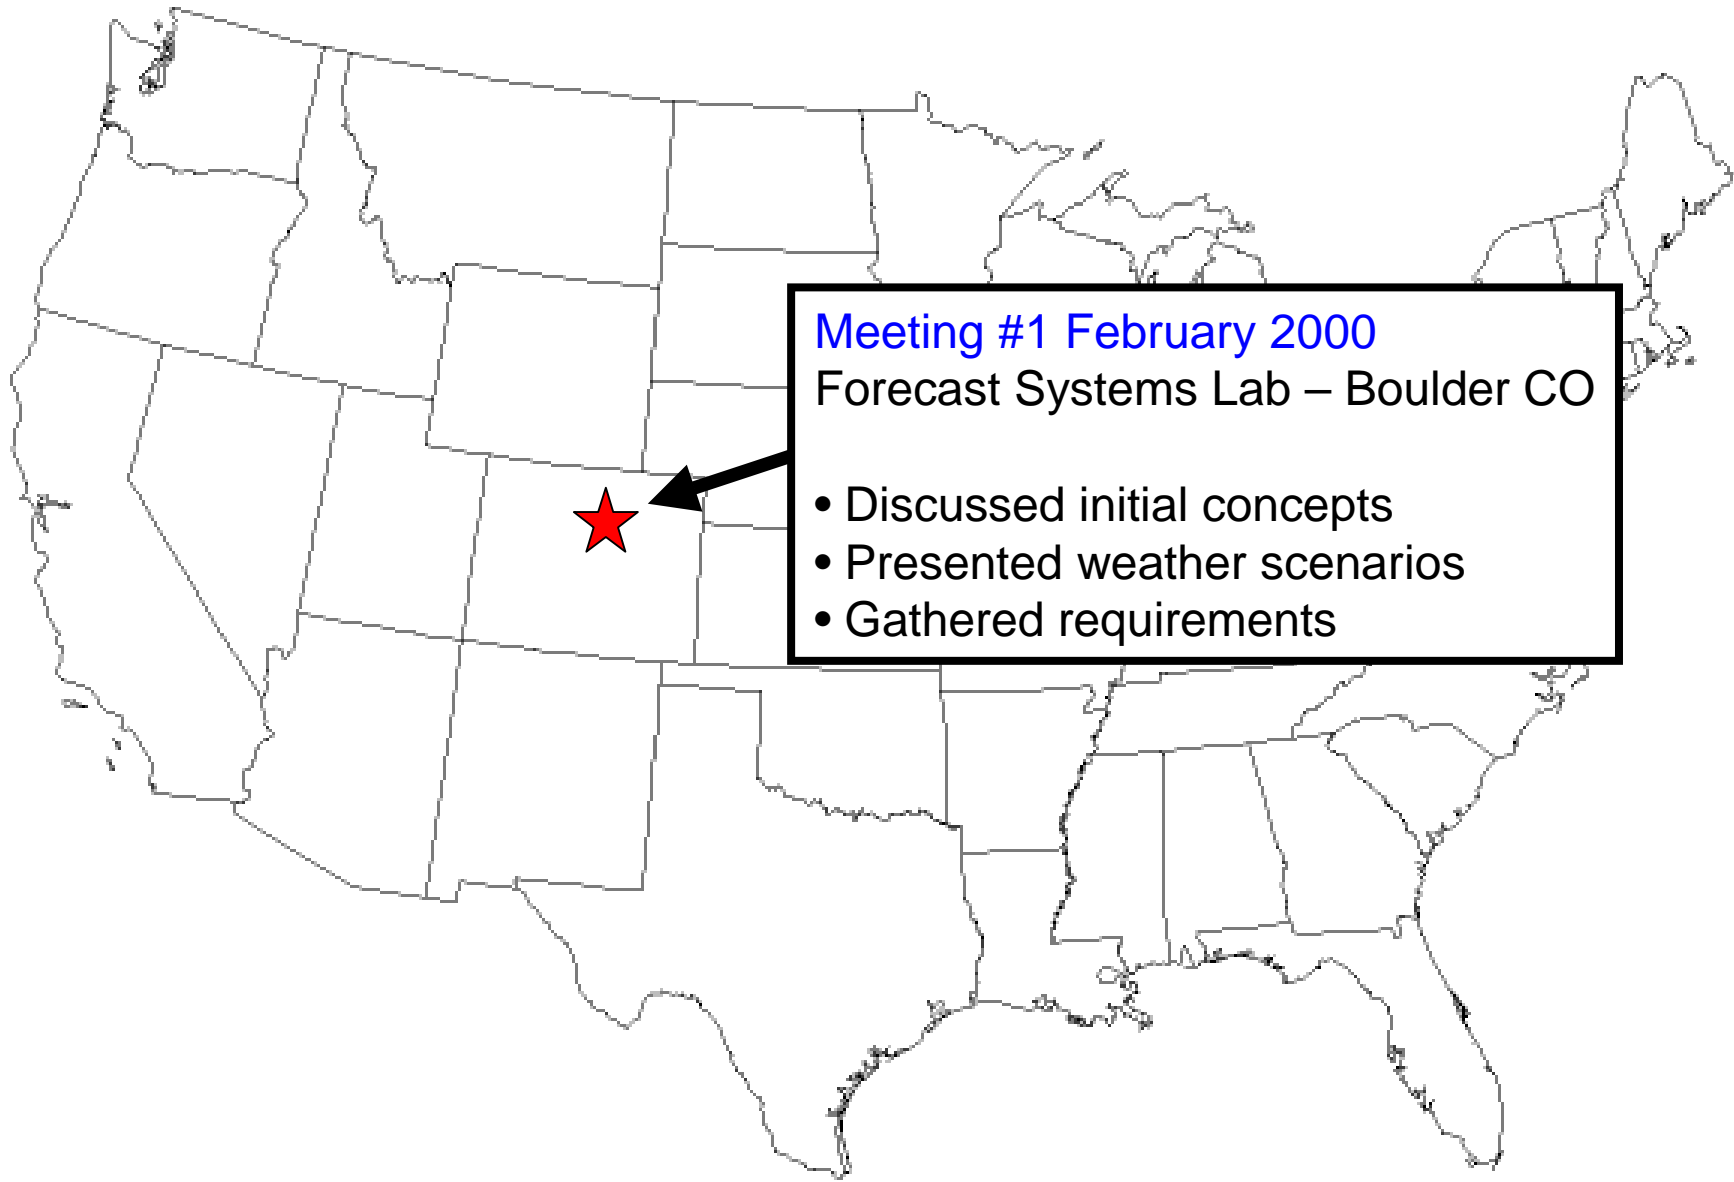 Meeting #1 February 2000
Forecast Systems Lab – Boulder CO
• Discussed initial concepts
• Presented weather scenarios
• Gathered requirements